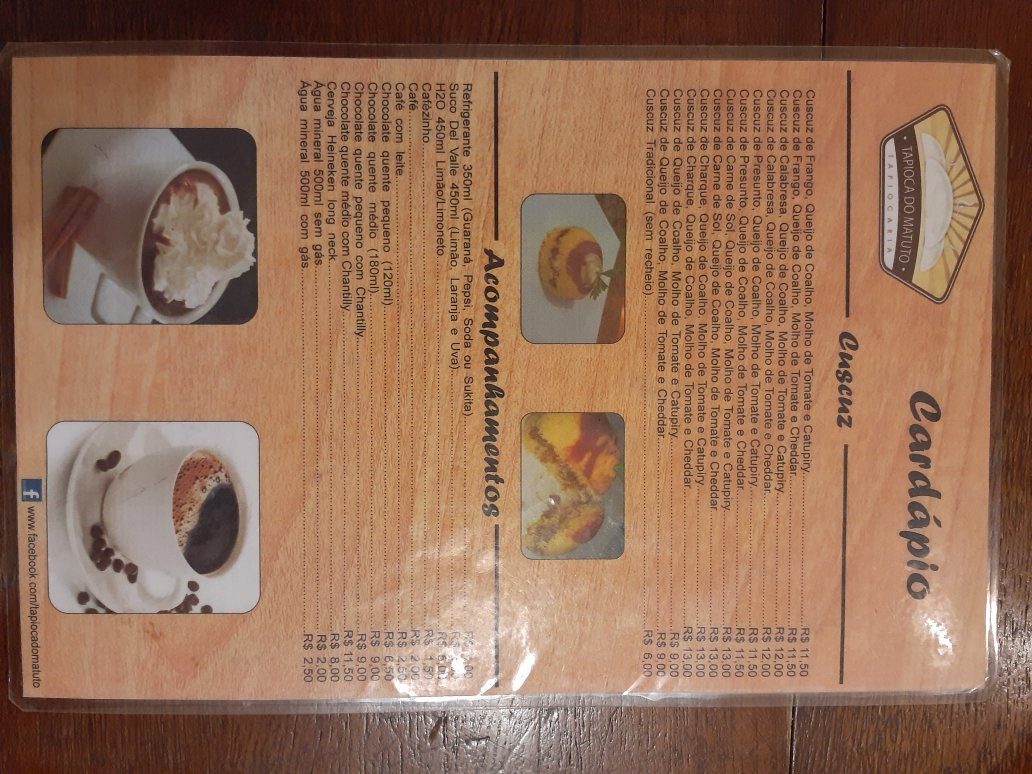 TAPIOCA DO MATUTO
TAPIOCARIA
Cardápio
Cuscuz
Cuscuz de Frango, Queijo de Coalho, Molho de Tomate e Catupiry R$ 11.50
Cuscuz de Frango, Queijo de Coalho, Molho de Tomate e Cheddar R$ 11.50
Cuscuz de Calabresa, Queijo de Coalho, Molho de Tomate e Catupiry R$ 12.00
Cuscuz de Calabresa, Queijo de Coalho, Molho de Tomate e Cheddar R$ 12.00
Cuscuz de Presunto, Queijo de Coalho, Molho de Tomate e Catupiry R$ 11.50
Cuscuz de Presunto, Queijo de Coalho, Molho de Tomate e Cheddar R$ 11.50
Cuscuz de Carne de Sol, Queijo de Coalho, Molho de Tomate e Catupiry R$ 13.00
Cuscuz de Carne de Sol, Queijo de Coalho, Molho de Tomate e Cheddar R$ 13.00
Cuscuz de Charque, Queijo de Coalho, Molho de Tomate e Catupiry R$ 13.00
Cuscuz de Charque, Queijo de Coalho, Molho de Tomate e Cheddar R$ 13.00
Cuscuz de Queijo de Coalho, Molho de Tomate e Catupiry R$ 9.00
Cuscuz de Queijo de Coalho, Molho de Tomate e Cheddar R$ 9.00
Cuscuz Tradicional (sem recheio) R$ 6.00
Acompanhamentos
Refrigerante 350ml (Guaraná, Pepsi, Soda ou Sukita)
Suco Del Valle 450ml (Limão, Laranja e Uva)
H2O 450ml Limão/Limoneto
Cafézinho R$ 1.50
Café R$ 2.00
Café com leite R$ 2.50
Chocolate quente pequeno (120ml) R$ 6.50
Chocolate quente médio (180ml) R$ 9.00
Chocolate quente pequeno com Chantilly R$ 9.00
Chocolate quente médio com Chantilly R$ 11.50
Cerveja Heineken long neck R$ 8.00
Água mineral 500ml sem gás R$ 2.00
Água mineral 500ml com gás R$ 2.50
f www.facebook.com/tapiocadomatuto